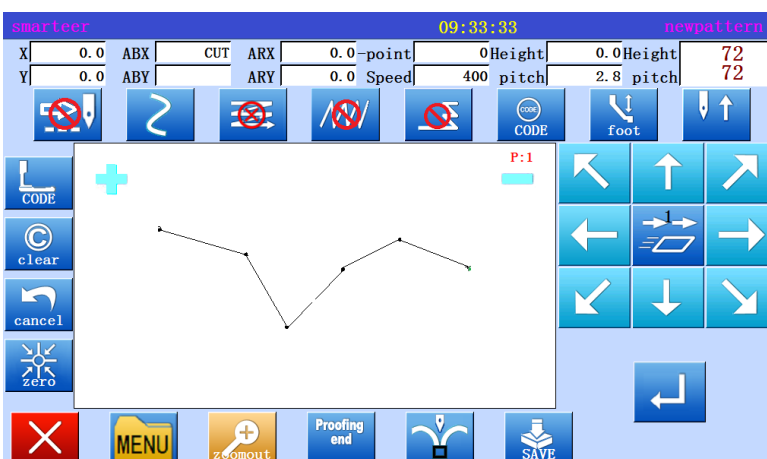 smarteer 09:33:33 newpattern
X 0.0 ABX CUT ARX 0.0 -point 0 Height 0.0 Height 72
Y 0.0 ABY ARY 0.0 Speed 400 pitch 2.8 pitch 72
CODE
CODE foot
P:1
CODE
1
clear
cancel
zero
MENU
zoomout
Proofing
end
SAVE